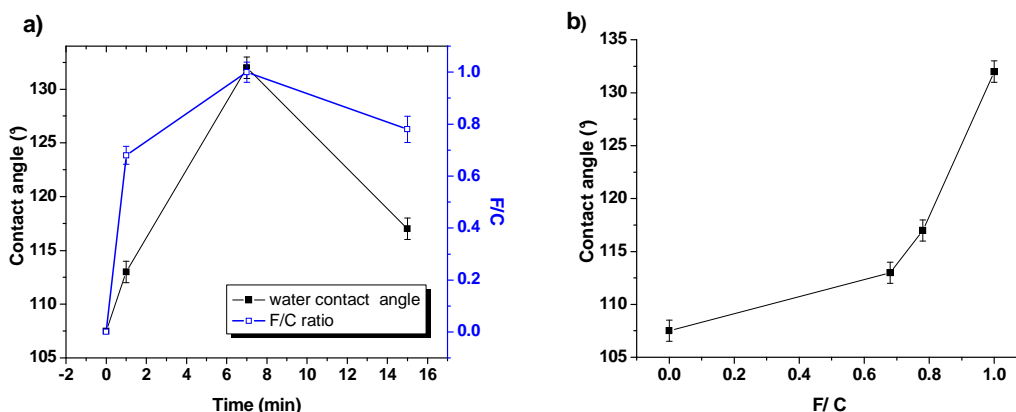 a)
Contact angle (°)
130
125
120
115
110
105
-2 0 2 4 6 8 10 12 14 16
Time (min)
1.0
0.8
0.6
0.4
0.2
0.0
F/C
water contact angle
F/C ratio
b)
Contact angle (°)
135
130
125
120
115
110
105
0.0 0.2 0.4 0.6 0.8 1.0
F/ C